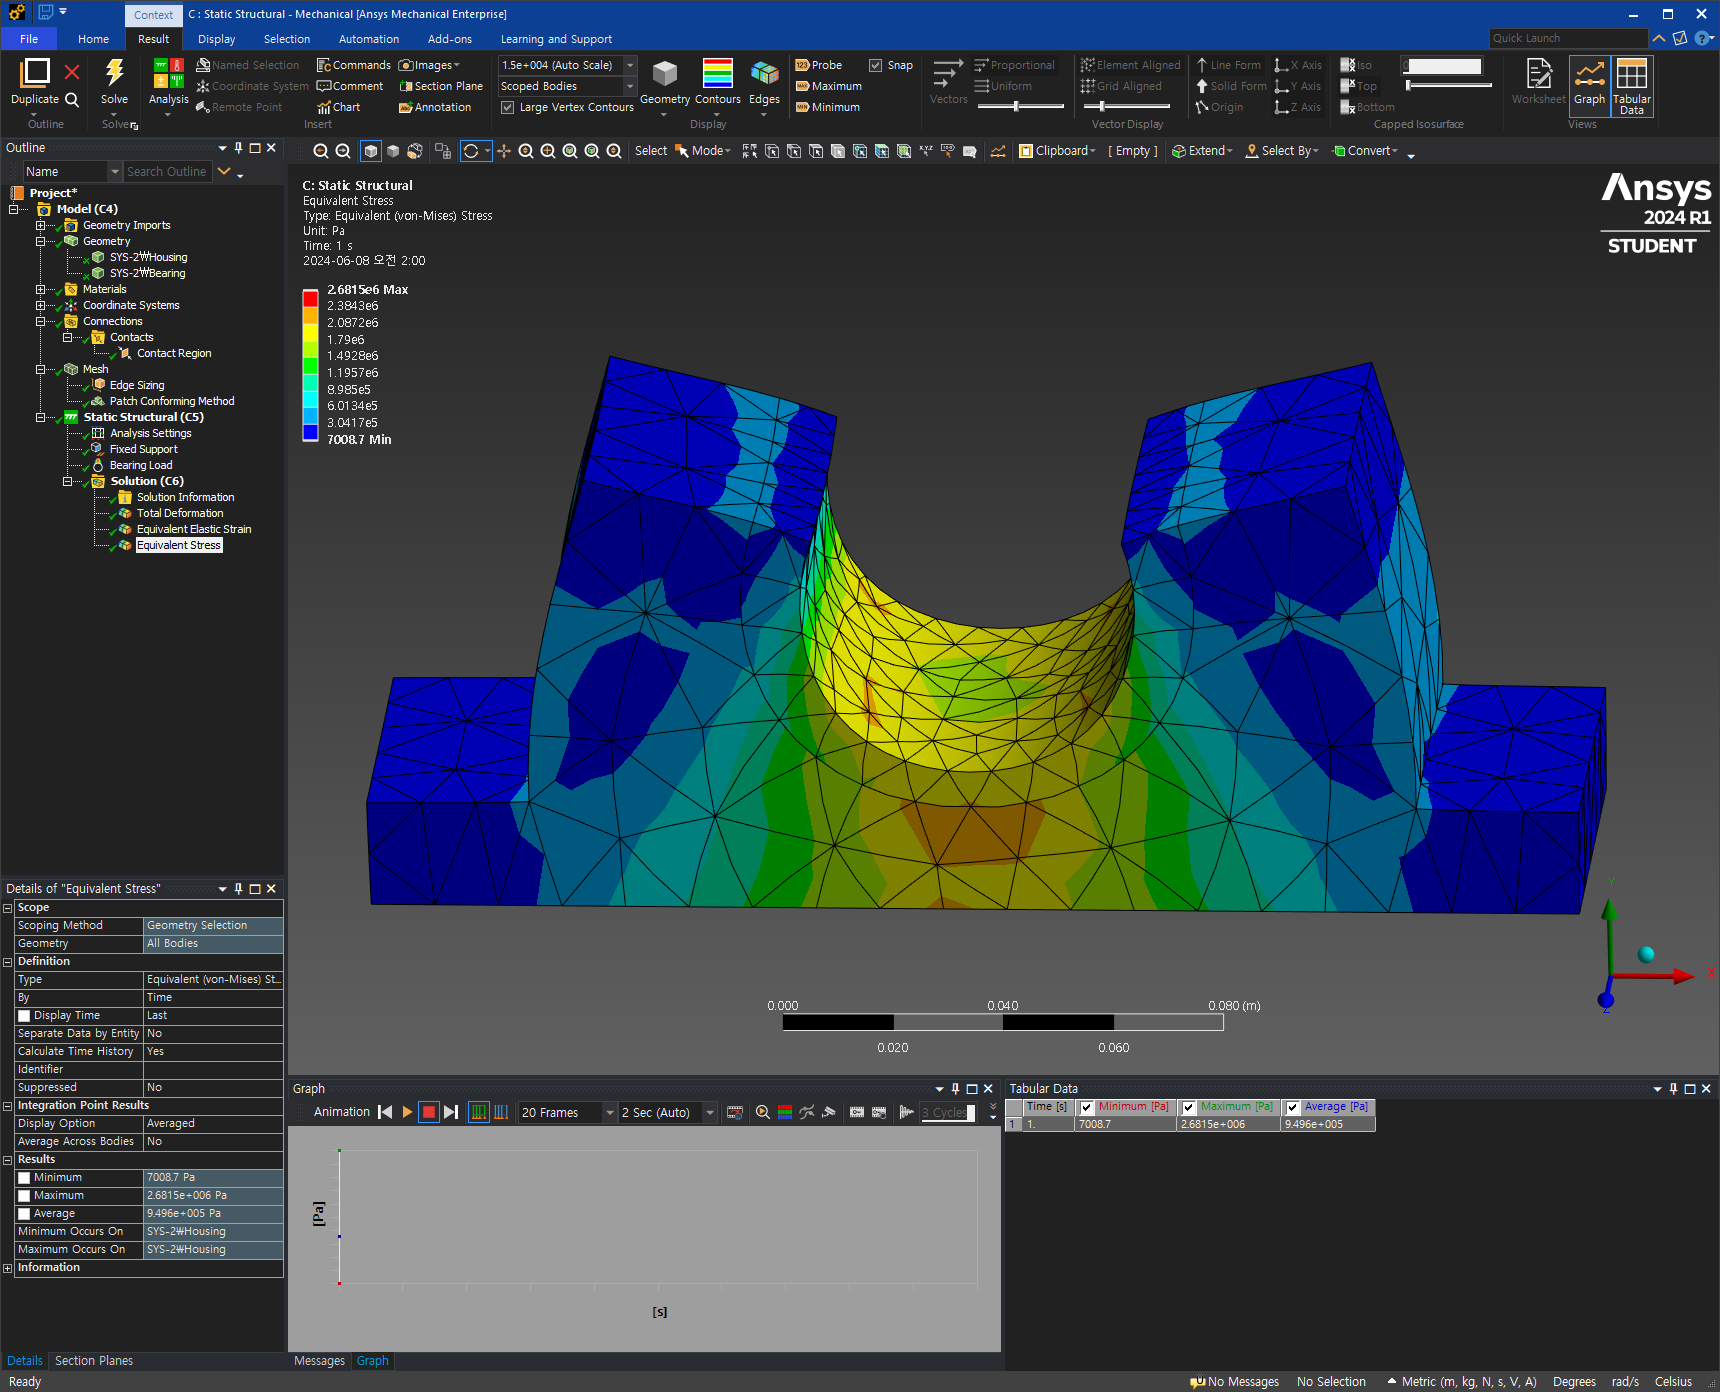 Context
C : Static Structural - Mechanical [Ansys Mechanical Enterprise]
File
Home
Result
Display
Selection
Automation
Add-ons
Learning and Support
Quick Launch
Duplicate
Outline
Solve
Solve
Analysis
Named Selection
Coordinate System
Remote Point
Commands
Comment
Chart
Images
Section Plane
Annotation
Insert
1.5e+004 (Auto Scale)
Scoped Bodies
Large Vertex Contours
Geometry
Contours
Edges
Display
Probe
Maximum
Minimum
Snap
Vectors
Proportional
Uniform
Element Aligned
Grid Aligned
Line Form
Solid Form
Origin
X Axis
Y Axis
Z Axis
Vector Display
Iso
Top
Bottom
0
Capped Isosurface
Worksheet
Graph
Tabular Data
Views
Outline
Name
Search Outline
Select
Mode
Clipboard
[ Empty ]
Extend
Select By
Convert
Project*
Model (C4)
Geometry Imports
Geometry
SYS-2₩Housing
SYS-2₩Bearing
Materials
Coordinate Systems
Connections
Contacts
Contact Region
Mesh
Edge Sizing
Patch Conforming Method
Static Structural (C5)
Analysis Settings
Fixed Support
Bearing Load
Solution (C6)
Solution Information
Total Deformation
Equivalent Elastic Strain
Equivalent Stress
C: Static Structural
Equivalent Stress
Type: Equivalent (von-Mises) Stress
Unit: Pa
Time: 1 s
2024-06-08 오전 2:00
2.6815e6 Max
2.3843e6
2.0872e6
1.79e6
1.4928e6
1.1957e6
8.985e5
6.0134e5
3.0417e5
7008.7 Min
Ansys
2024 R1
STUDENT
Y
X
Z
0.000
0.040
0.080 (m)
0.020
0.060
Details of "Equivalent Stress"
Scope
Scoping Method Geometry Selection
Geometry All Bodies
Definition
Type Equivalent (von-Mises) St...
By Time
Display Time Last
Separate Data by Entity No
Calculate Time History Yes
Identifier
Suppressed No
Integration Point Results
Display Option Averaged
Average Across Bodies No
Results
Minimum 7008.7 Pa
Maximum 2.6815e+006 Pa
Average 9.496e+005 Pa
Minimum Occurs On SYS-2₩Housing
Maximum Occurs On SYS-2₩Housing
Information
Details
Section Planes
Graph
Animation
20 Frames
2 Sec (Auto)
3 Cycles
[Pa]
[s]
Messages
Graph
Tabular Data
Time [s] Minimum [Pa] Maximum [Pa] Average [Pa]
1 1. 7008.7 2.6815e+006 9.496e+005
Ready
No Messages
No Selection
Metric (m, kg, N, s, V, A)
Degrees
rad/s
Celsius